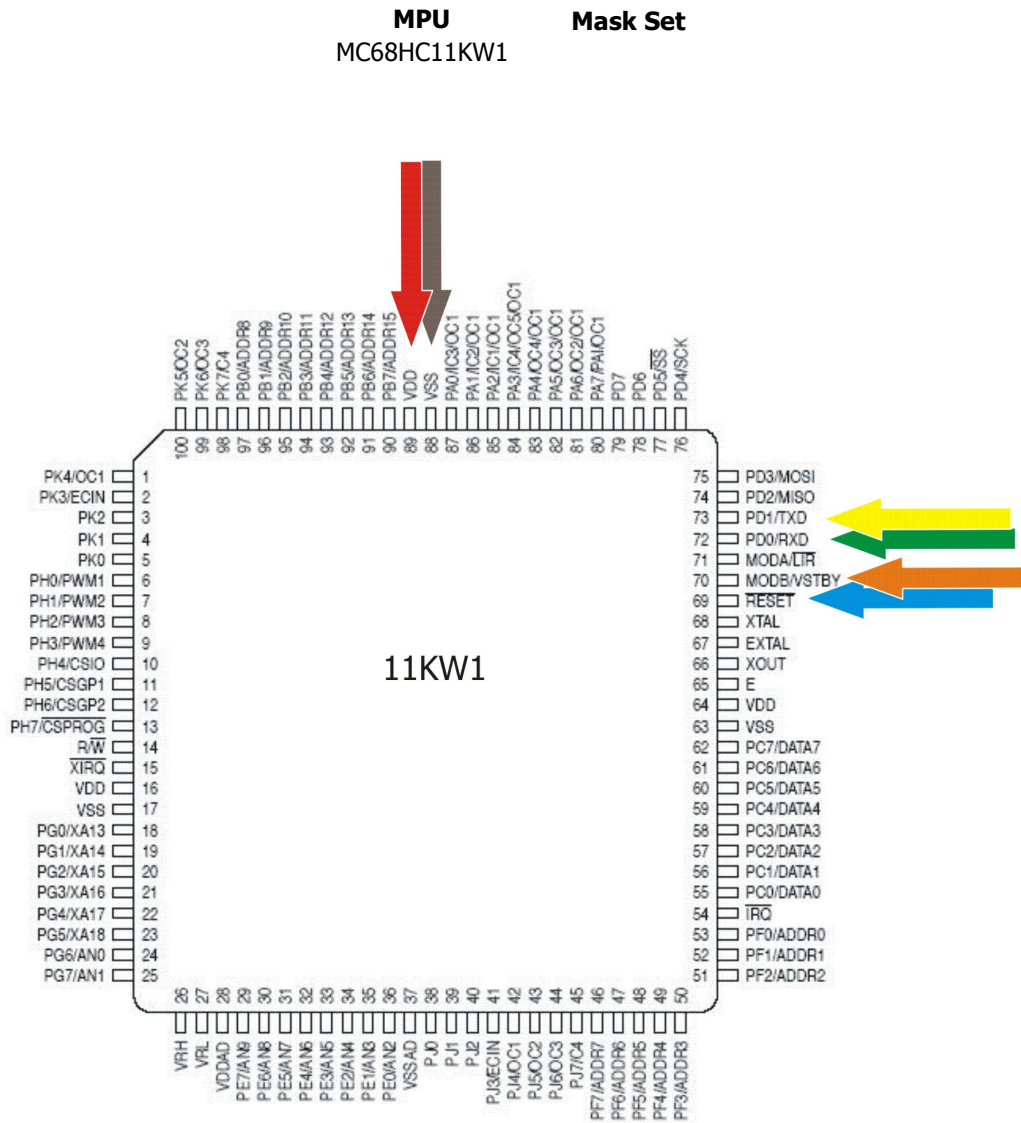 MPU Mask Set
MC68HC11KW1
PK5/OC2
PK6/OC3
PK7/C4
PB0/ADDR8
PB1/ADDR9
PB2/ADDR10
PB3/ADDR11
PB4/ADDR12
PB5/ADDR13
PB6/ADDR14
PB7/ADDR15
VDD
VSS
PA0/IC3/OC1
PA1/IC2/OC1
PA2/IC1/OC1
PA3/IC4/OC5/OC1
PA4/OC4/OC1
PA5/OC3/OC1
PA6/OC2/OC1
PA7/PAI/OC1
PD7
PD6
PD5/SS
PD4/SCK
100 99 98 97 96 95 94 93 92 91 90 89 88 87 86 85 84 83 82 81 80 79 78 77 76
PK4/OC1 1
PK3/ECIN 2
PK2 3
PK1 4
PK0 5
PH0/PWM1 6
PH1/PWM2 7
PH2/PWM3 8
PH3/PWM4 9
PH4/CSIO 10
PH5/CSGP1 11
PH6/CSGP2 12
PH7/CSPROG 13
R/W 14
XIRQ 15
VDD 16
VSS 17
PG0/XA13 18
PG1/XA14 19
PG2/XA15 20
PG3/XA16 21
PG4/XA17 22
PG5/XA18 23
PG6/AN0 24
PG7/AN1 25
11KW1
75 PD3/MOSI
74 PD2/MISO
73 PD1/TXD
72 PD0/RXD
71 MODA/LIR
70 MODB/VSTBY
69 RESET
68 XTAL
67 EXTAL
66 XOUT
65 E
64 VDD
63 VSS
62 PC7/DATA7
61 PC6/DATA6
60 PC5/DATA5
59 PC4/DATA4
58 PC3/DATA3
57 PC2/DATA2
56 PC1/DATA1
55 PC0/DATA0
54 IRQ
53 PF0/ADDR0
52 PF1/ADDR1
51 PF2/ADDR2
26 27 28 29 30 31 32 33 34 35 36 37 38 39 40 41 42 43 44 45 46 47 48 49 50
VRH
VRL
VDDAD
PE7/AN9
PE6/AN8
PE5/AN7
PE4/AN6
PE3/AN5
PE2/AN4
PE1/AN3
PE0/AN2
VSSAD
PJ0
PJ1
PJ2
PJ3/ECIN
PJ4/OC1
PJ5/OC2
PJ6/OC3
PJ7/C4
PF7/ADDR7
PF6/ADDR6
PF5/ADDR5
PF4/ADDR4
PF3/ADDR3